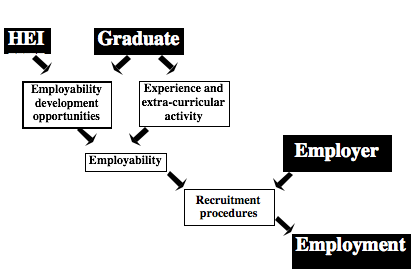 HEI
Graduate
Employability
development
opportunities
Experience and
extra-curricular
activity
Employability
Employer
Recruitment
procedures
Employment